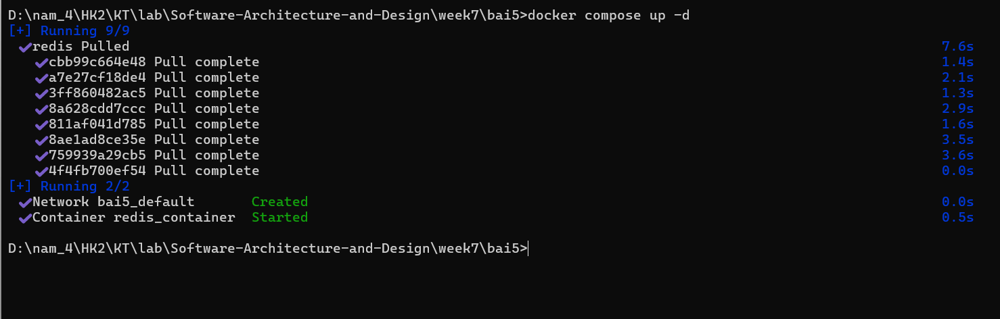 D:\nam_4\HK2\KT\lab\Software-Architecture-and-Design\week7\bai5>docker compose up -d
[+] Running 9/9
✔redis Pulled 7.6s
✔cbb99c664e48 Pull complete 1.4s
✔a7e27cf18de4 Pull complete 2.1s
✔3ff860482ac5 Pull complete 1.3s
✔8a628cdd7ccc Pull complete 2.9s
✔811af041d785 Pull complete 1.6s
✔8ae1ad8ce35e Pull complete 3.5s
✔759939a29cb5 Pull complete 3.6s
✔4f4fb700ef54 Pull complete 0.0s
[+] Running 2/2
✔Network bai5_default Created 0.0s
✔Container redis_container Started 0.5s
D:\nam_4\HK2\KT\lab\Software-Architecture-and-Design\week7\bai5>